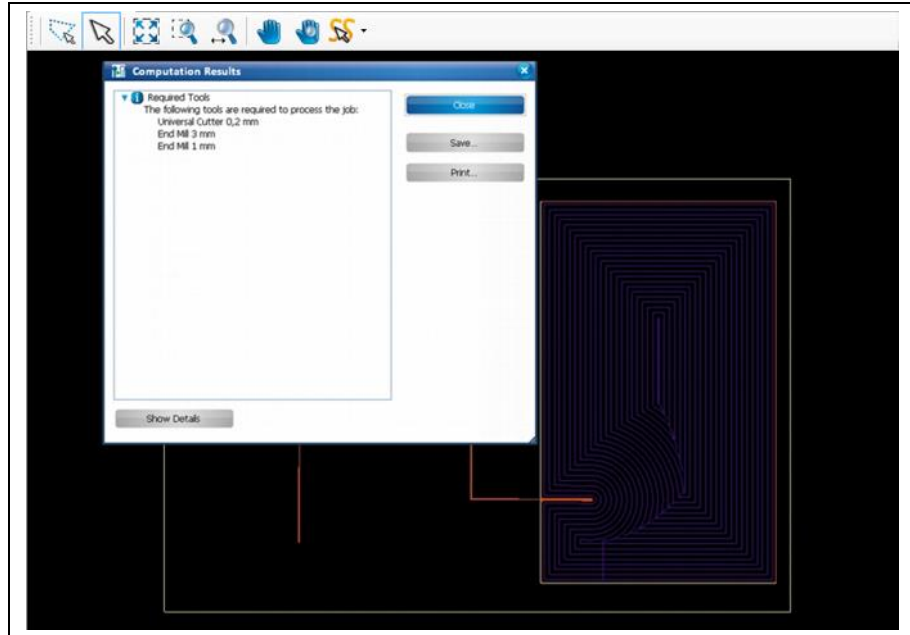 Computation Results
Required Tools
The following tools are required to process the job:
Universal Cutter 0,2 mm
End Mill 3 mm
End Mill 1 mm
Close
Save...
Print...
Show Details